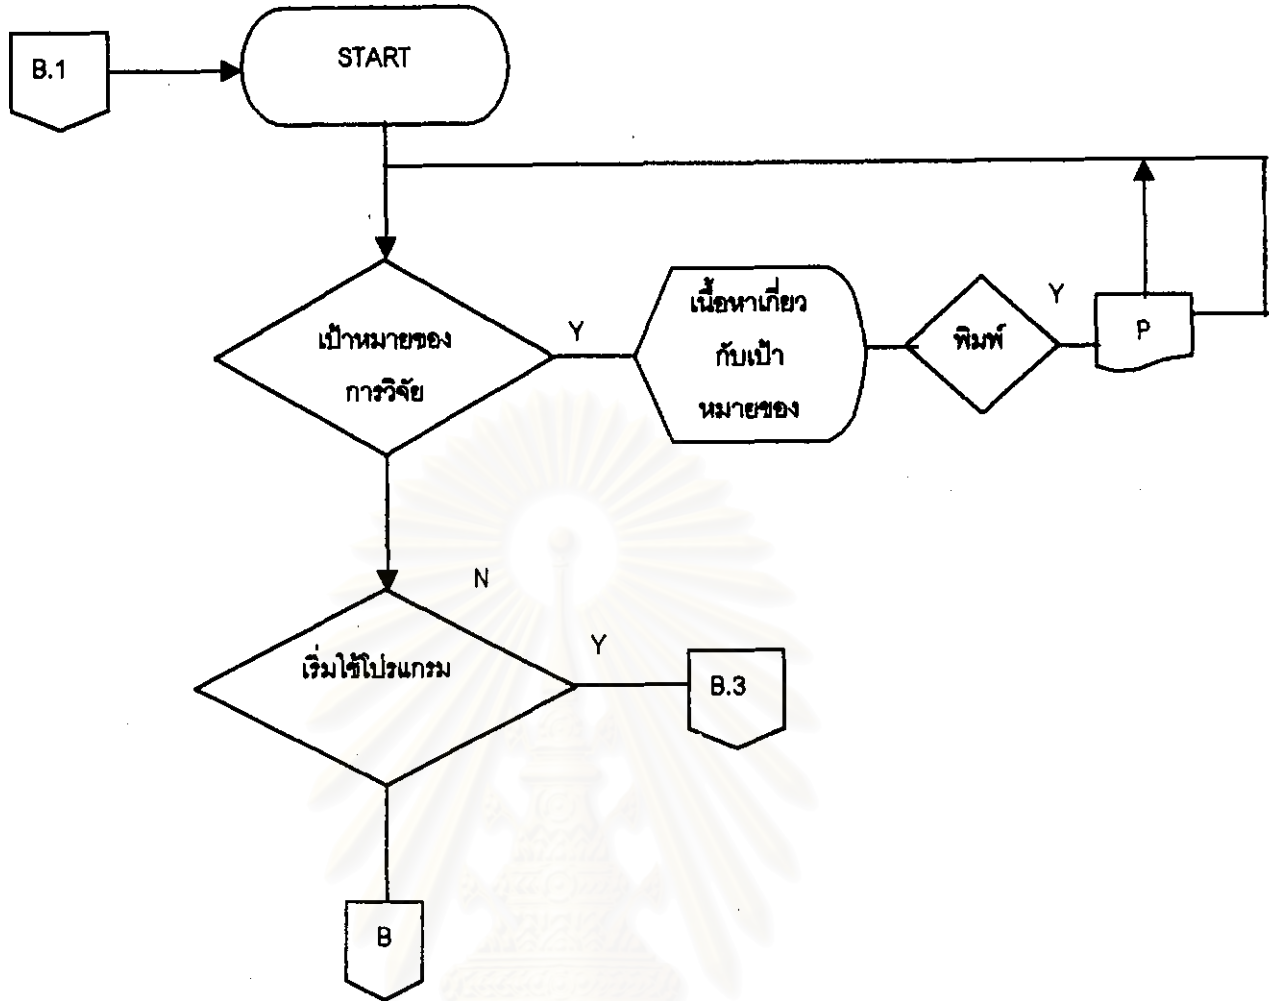 B.1
START
เป้าหมายของ
การวิจัย
Y
เนื้อหาเกี่ยว
กับเป้า
หมายของ
พิมพ์
Y
P
N
เริ่มใช้โปรแกรม
Y
B.3
B